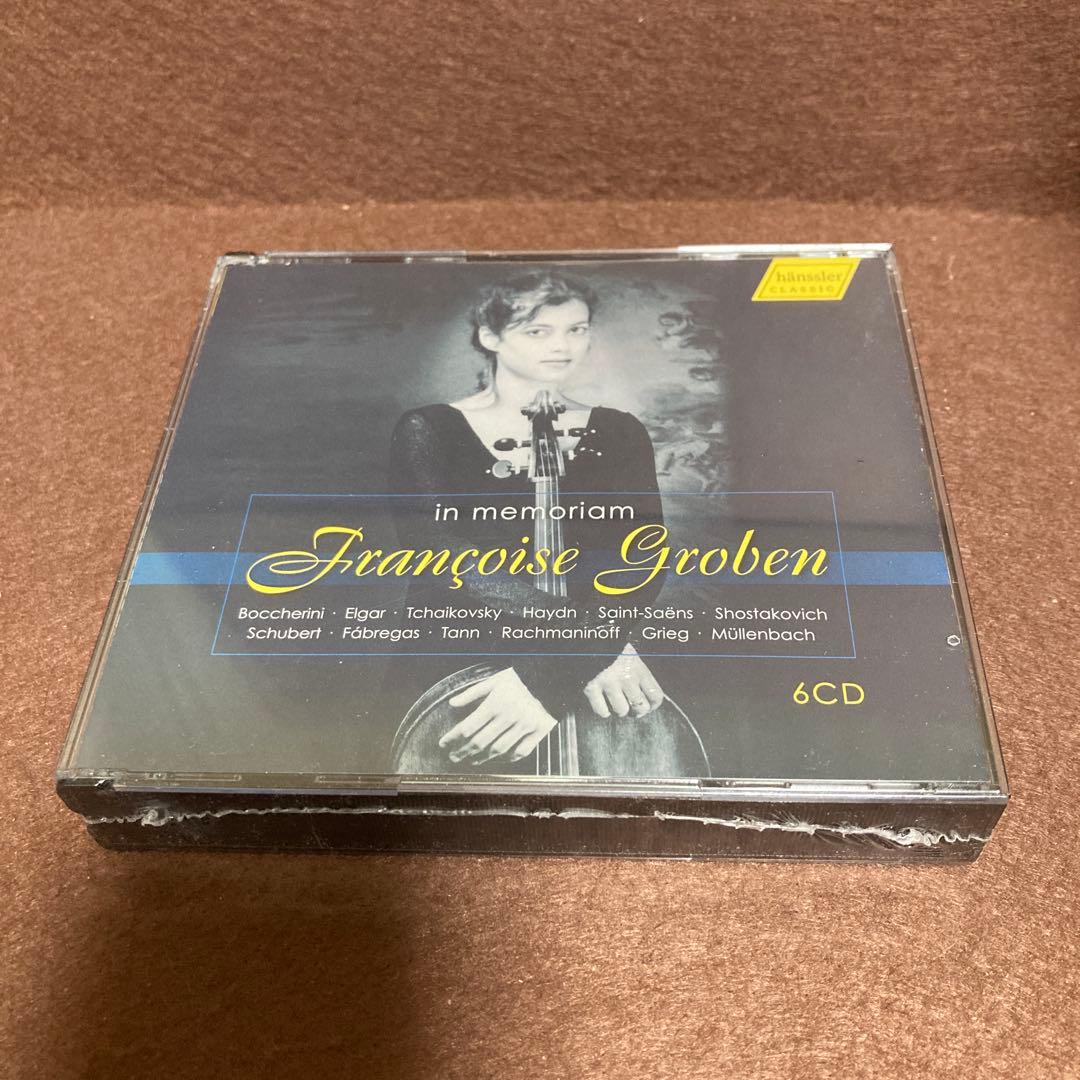 hänssler
CLASSIC
in memoriam
Françoise Groben
Boccherini · Elgar · Tchaikovsky · Haydn · Saint-Saëns · Shostakovich
Schubert · Fábregas · Tann · Rachmaninoff · Grieg · Müllenbach
6CD